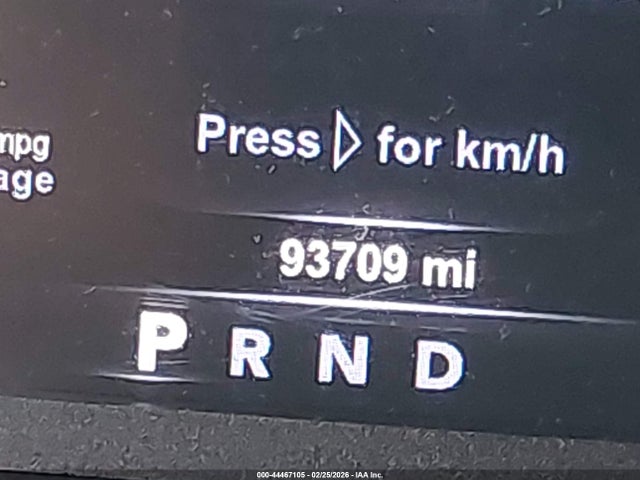 mpg
age
Press ▷ for km/h
93709 mi
P R N D
000-44467105 - 02/25/2026 - IAA Inc.